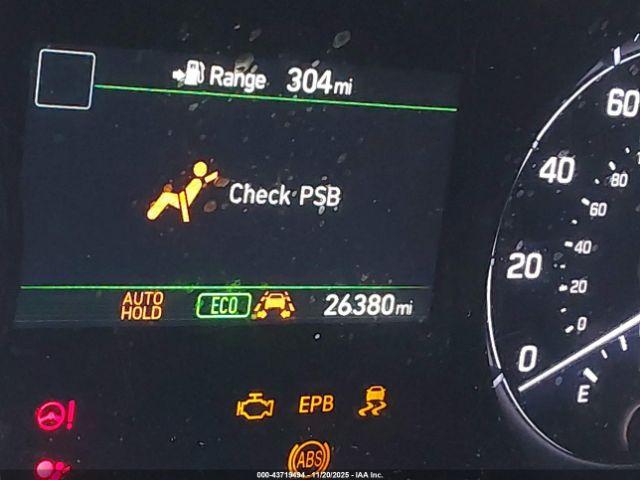 Range 304mi
Check PSB
AUTO HOLD ECO 26380mi
60
40
20
0
80
60
40
20
0
E
EPB
ABS
000-43719494 - 11/20/2025 - IAA Inc.